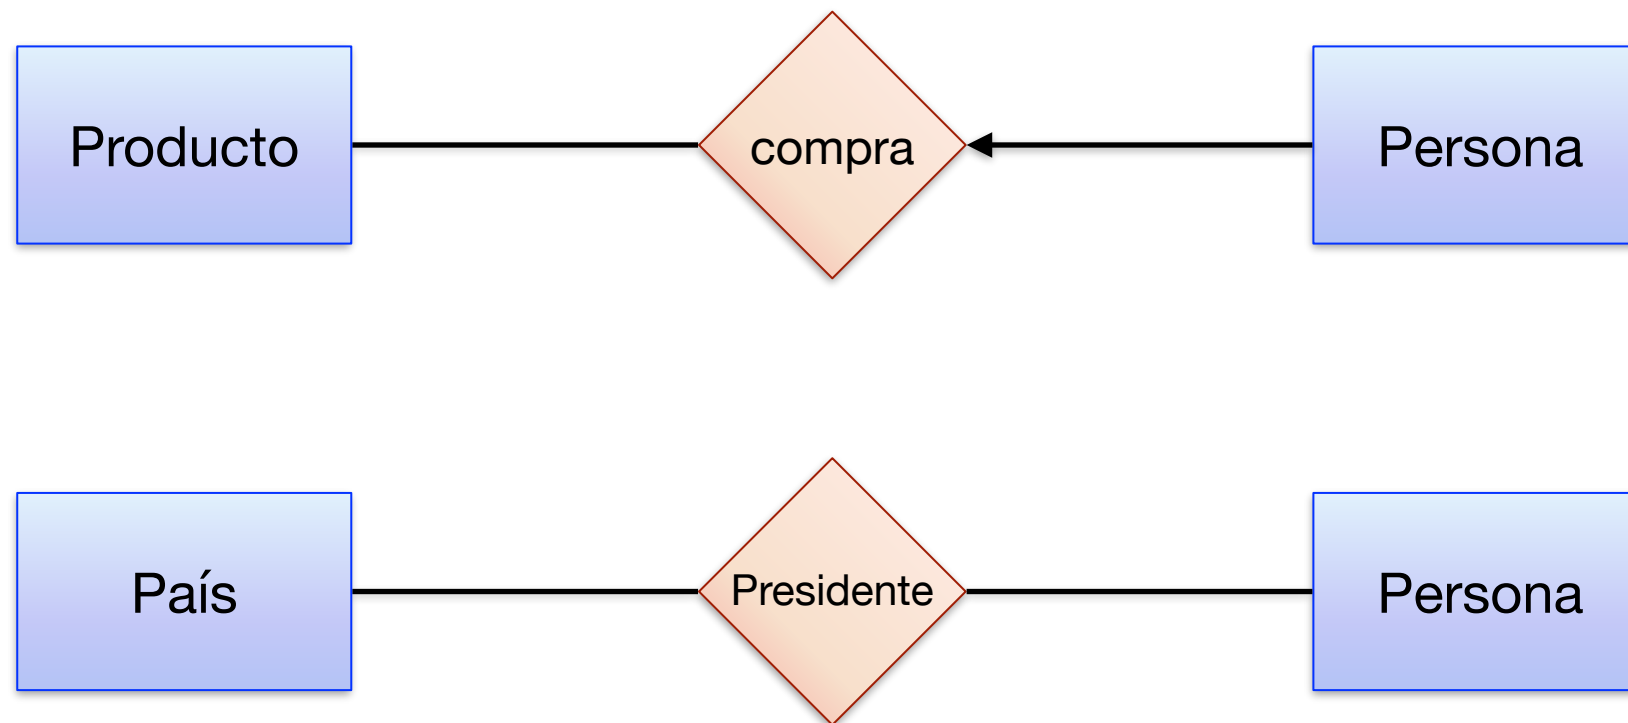 Producto
compra
Persona
País
Presidente
Persona